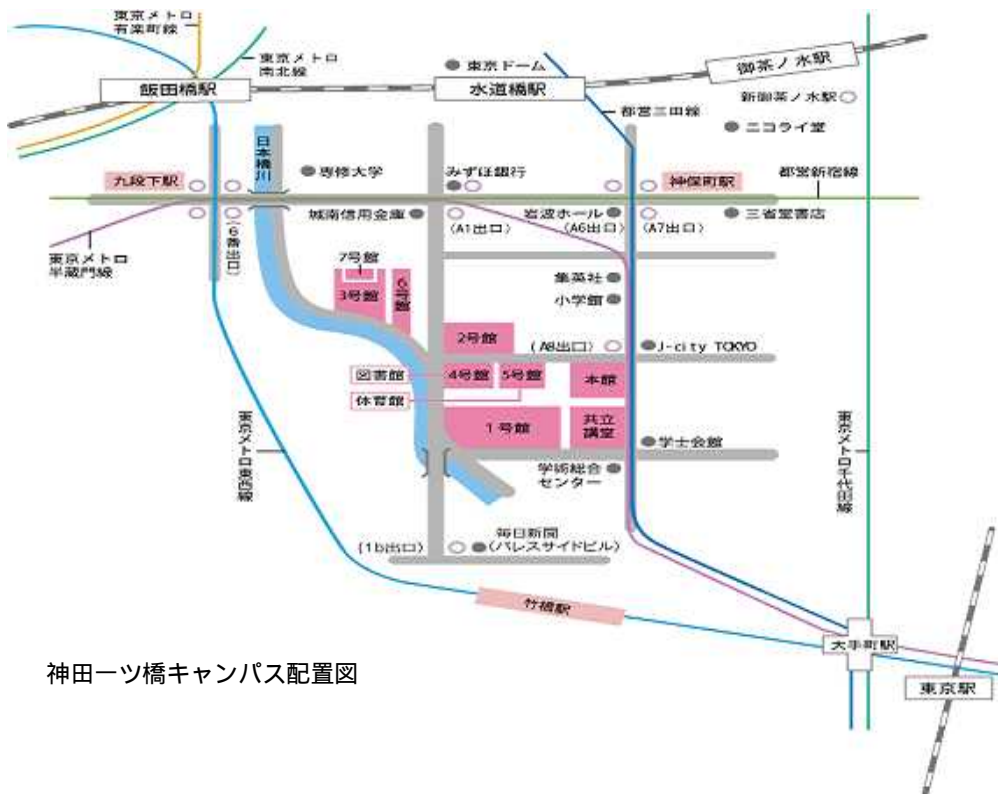 東京メトロ
有楽町線
東京メトロ
南北線
飯田橋駅
東京ドーム
水道橋駅
御茶ノ水駅
新御茶ノ水駅
都営三田線
ニコライ堂
日本橋川
専修大学
みずほ銀行
都営新宿線
九段下駅
神保町駅
城南信用金庫
(A1出口)
岩波ホール
(A6出口)
(A7出口)
三省堂書店
(6番出口)
東京メトロ
半蔵門線
7号館
3号館
6号館
集英社
小学館
2号館
(A8出口)
J-city TOKYO
図書館
4号館
5号館
本館
体育館
1号館
共立
講堂
学士会館
東京メトロ東西線
東京メトロ千代田線
学術総合
センター
毎日新聞
(パレスサイドビル)
(1b出口)
竹橋駅
大手町駅
東京駅
神田一ツ橋キャンパス配置図